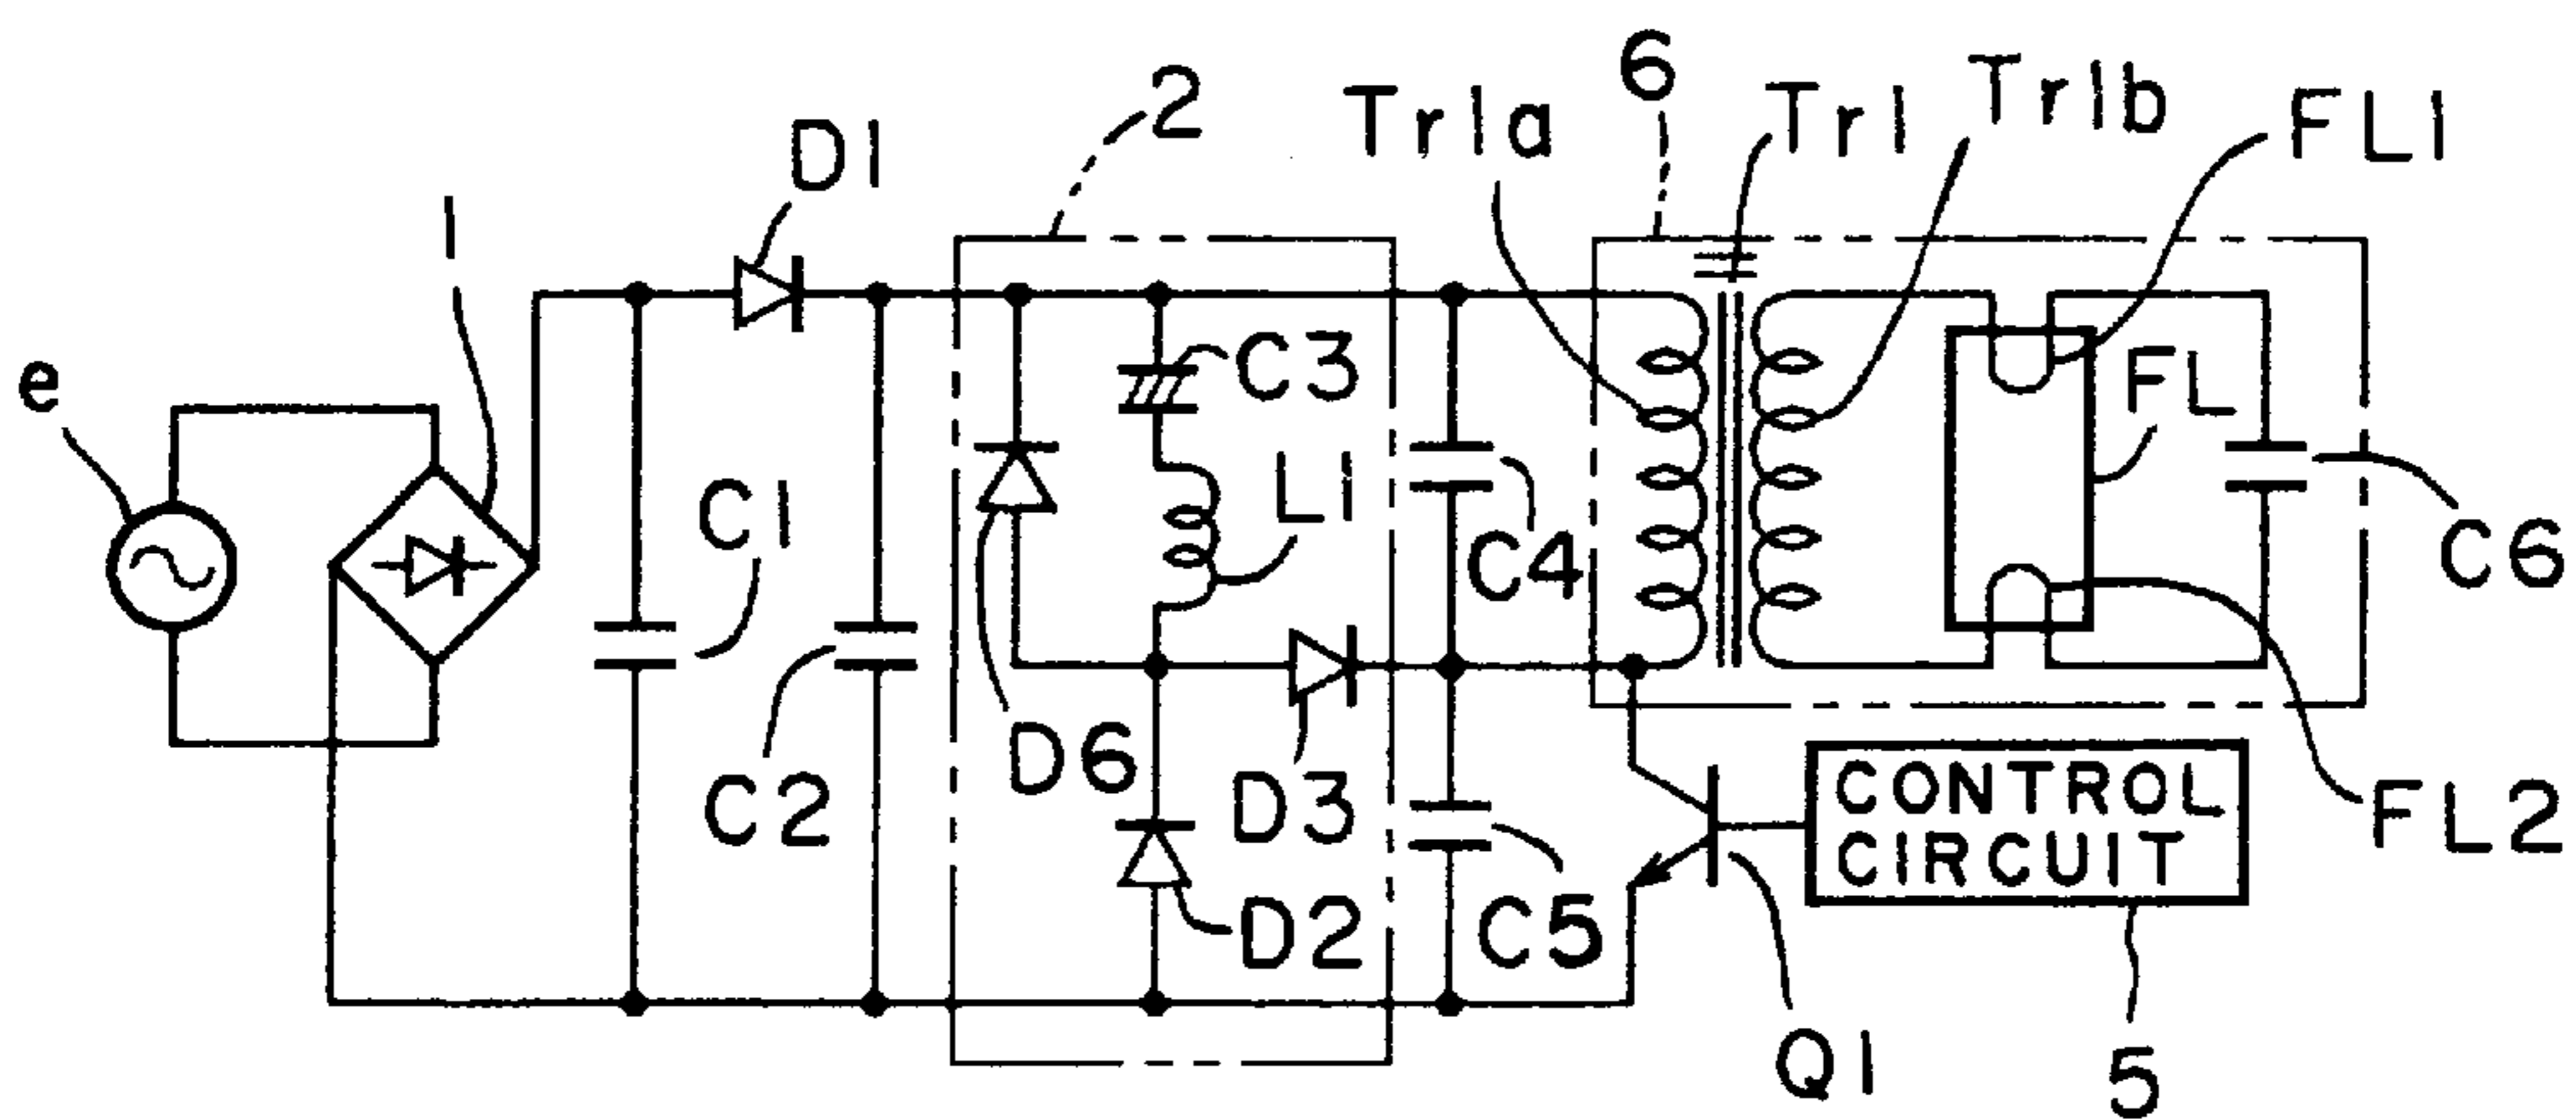 2
6
Tr1a
Tr1
Tr1b
FL1
D1
1
e
C3
FL
L1
C1
C4
C6
D6
C2
D3
CONTROL
CIRCUIT
FL2
D2
C5
Q1
5